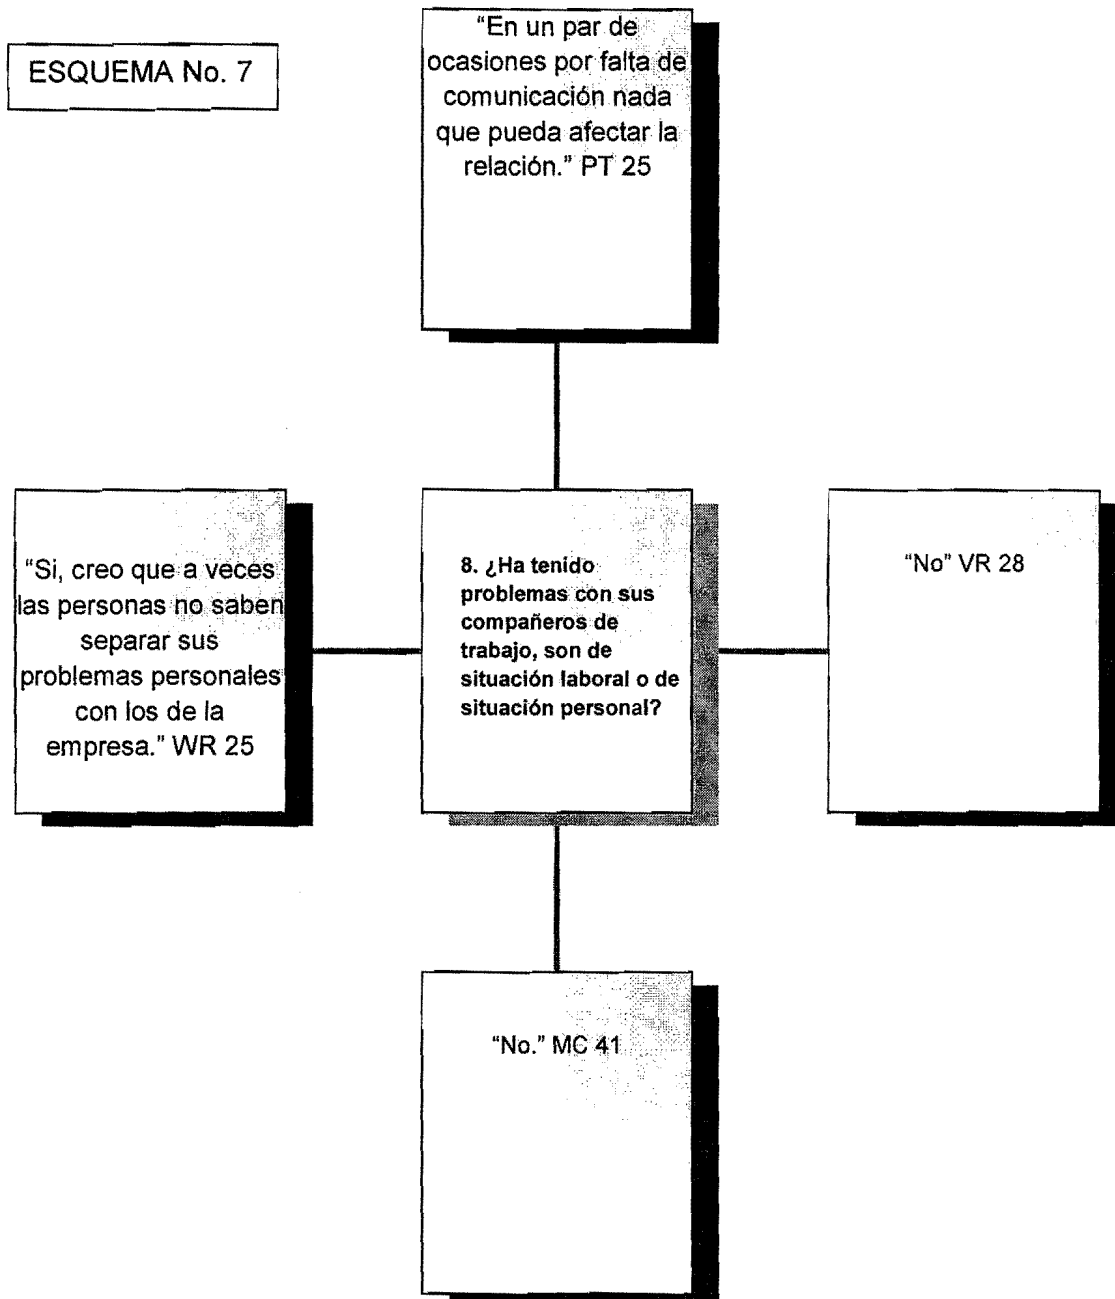 ESQUEMA No. 7
“En un par de
ocasiones por falta de
comunicación nada
que pueda afectar la
relación.” PT 25
“Si, creo que a veces
las personas no saben
separar sus
problemas personales
con los de la
empresa.” WR 25
8. ¿Ha tenido
problemas con sus
compañeros de
trabajo, son de
situación laboral o de
situación personal?
“No” VR 28
“No.” MC 41